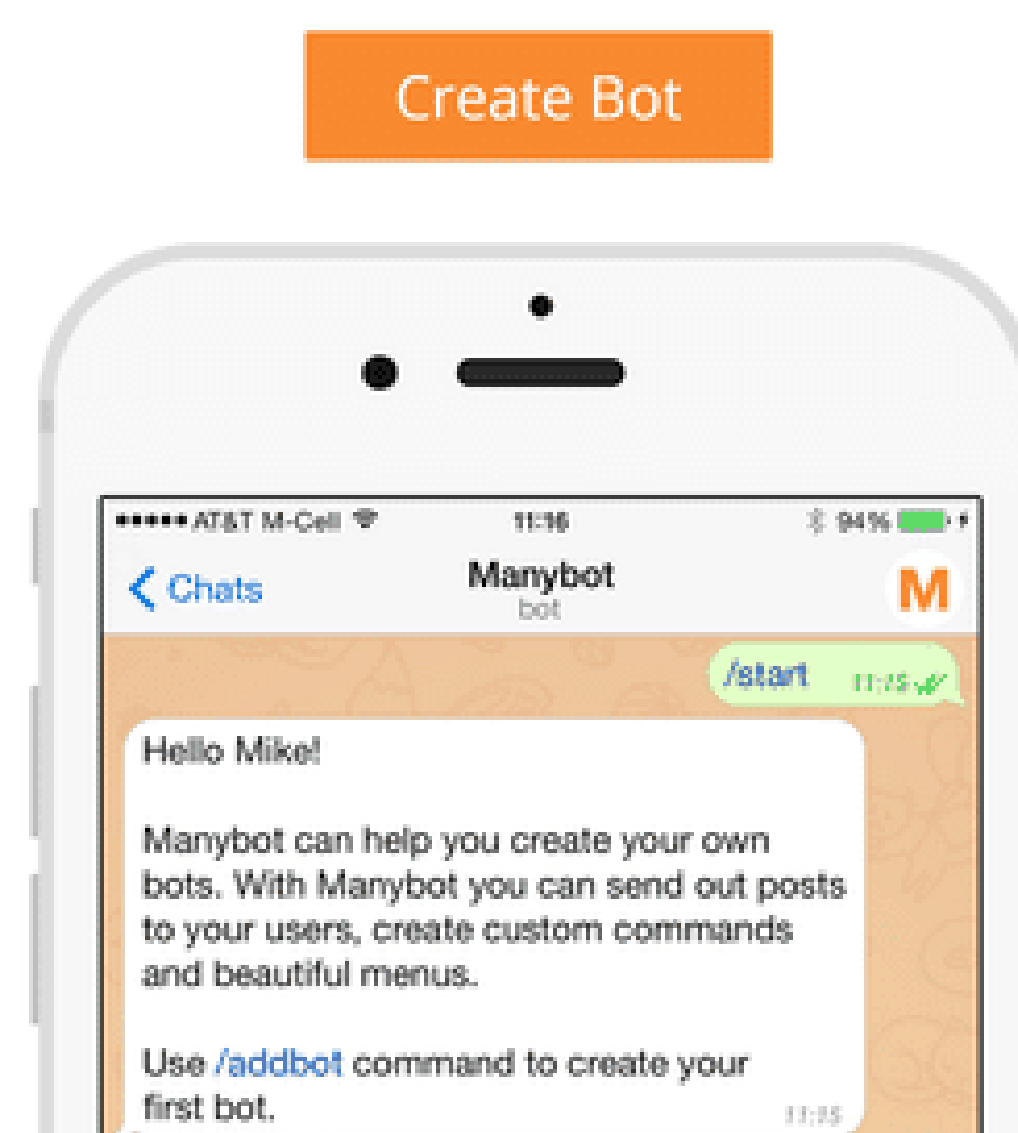 Create Bot
AT&T M-Cell 11:16 94%
Chats Manybot M
bot
/start 11:15
Hello Mike!
Manybot can help you create your own
bots. With Manybot you can send out posts
to your users, create custom commands
and beautiful menus.
Use /addbot command to create your
first bot.
11:15